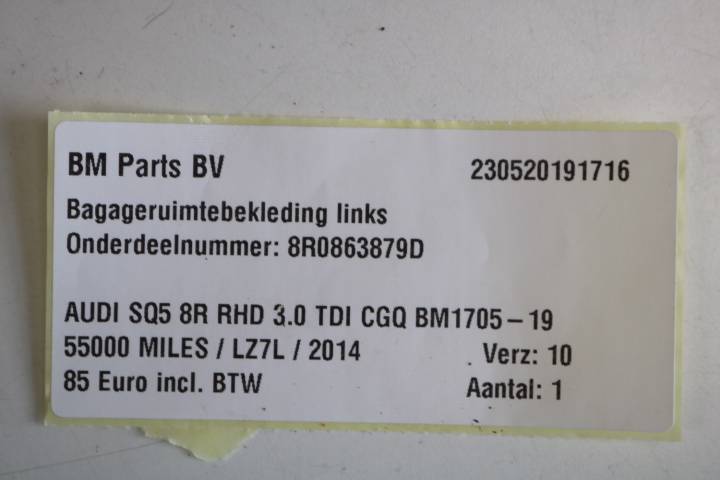 BM Parts BV 230520191716
Bagageruimtebekleding links
Onderdeelnummer: 8R0863879D
AUDI SQ5 8R RHD 3.0 TDI CGQ BM1705-19
55000 MILES / LZ7L / 2014 Verz: 10
85 Euro incl. BTW Aantal: 1